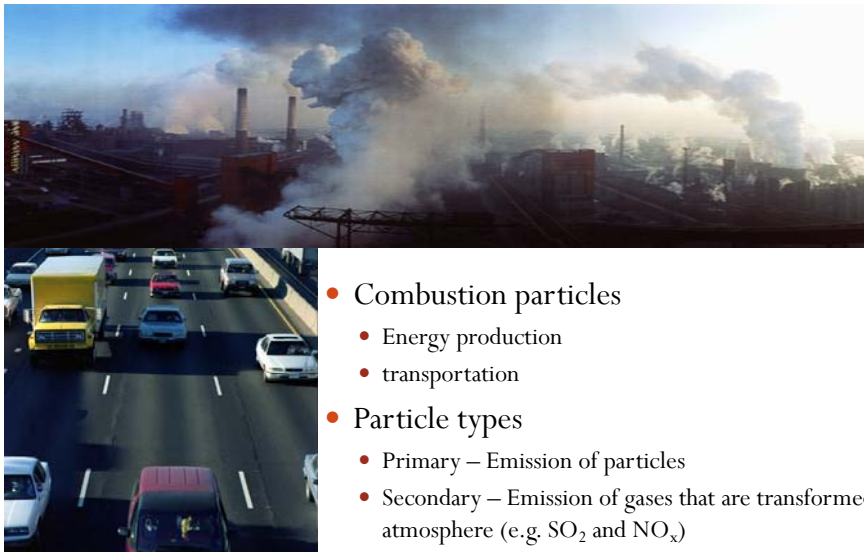 Combustion particles
Energy production
transportation
Particle types
Primary – Emission of particles
Secondary – Emission of gases that are
atmosphere (e.g. SO₂ and NOₓ)